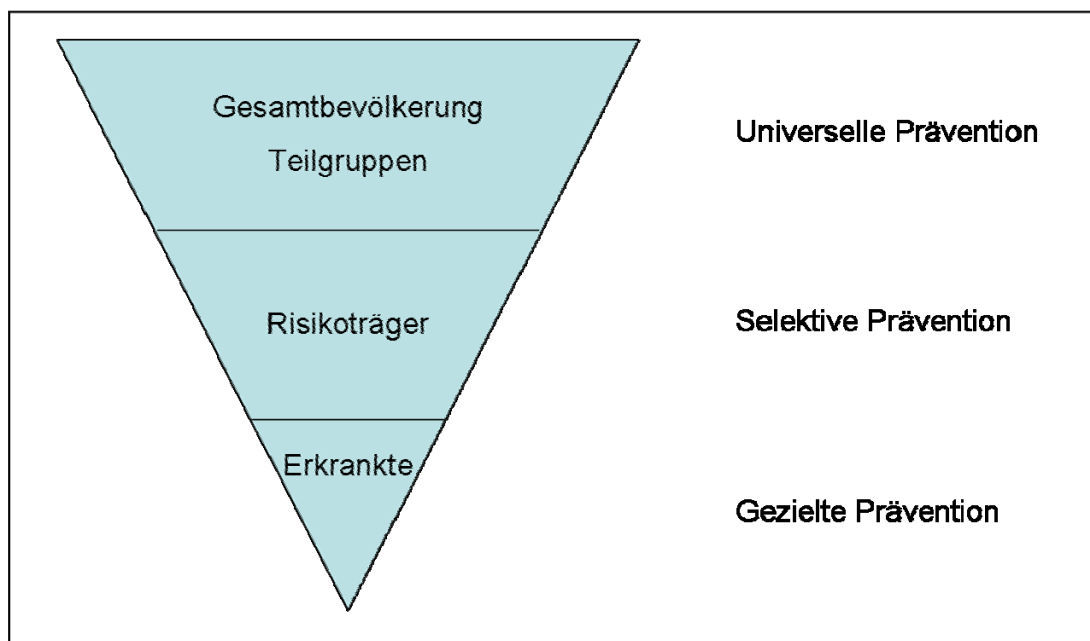 Gesamtbevölkerung
Teilgruppen
Universelle Prävention
Risikoträger
Selektive Prävention
Erkrankte
Gezielte Prävention